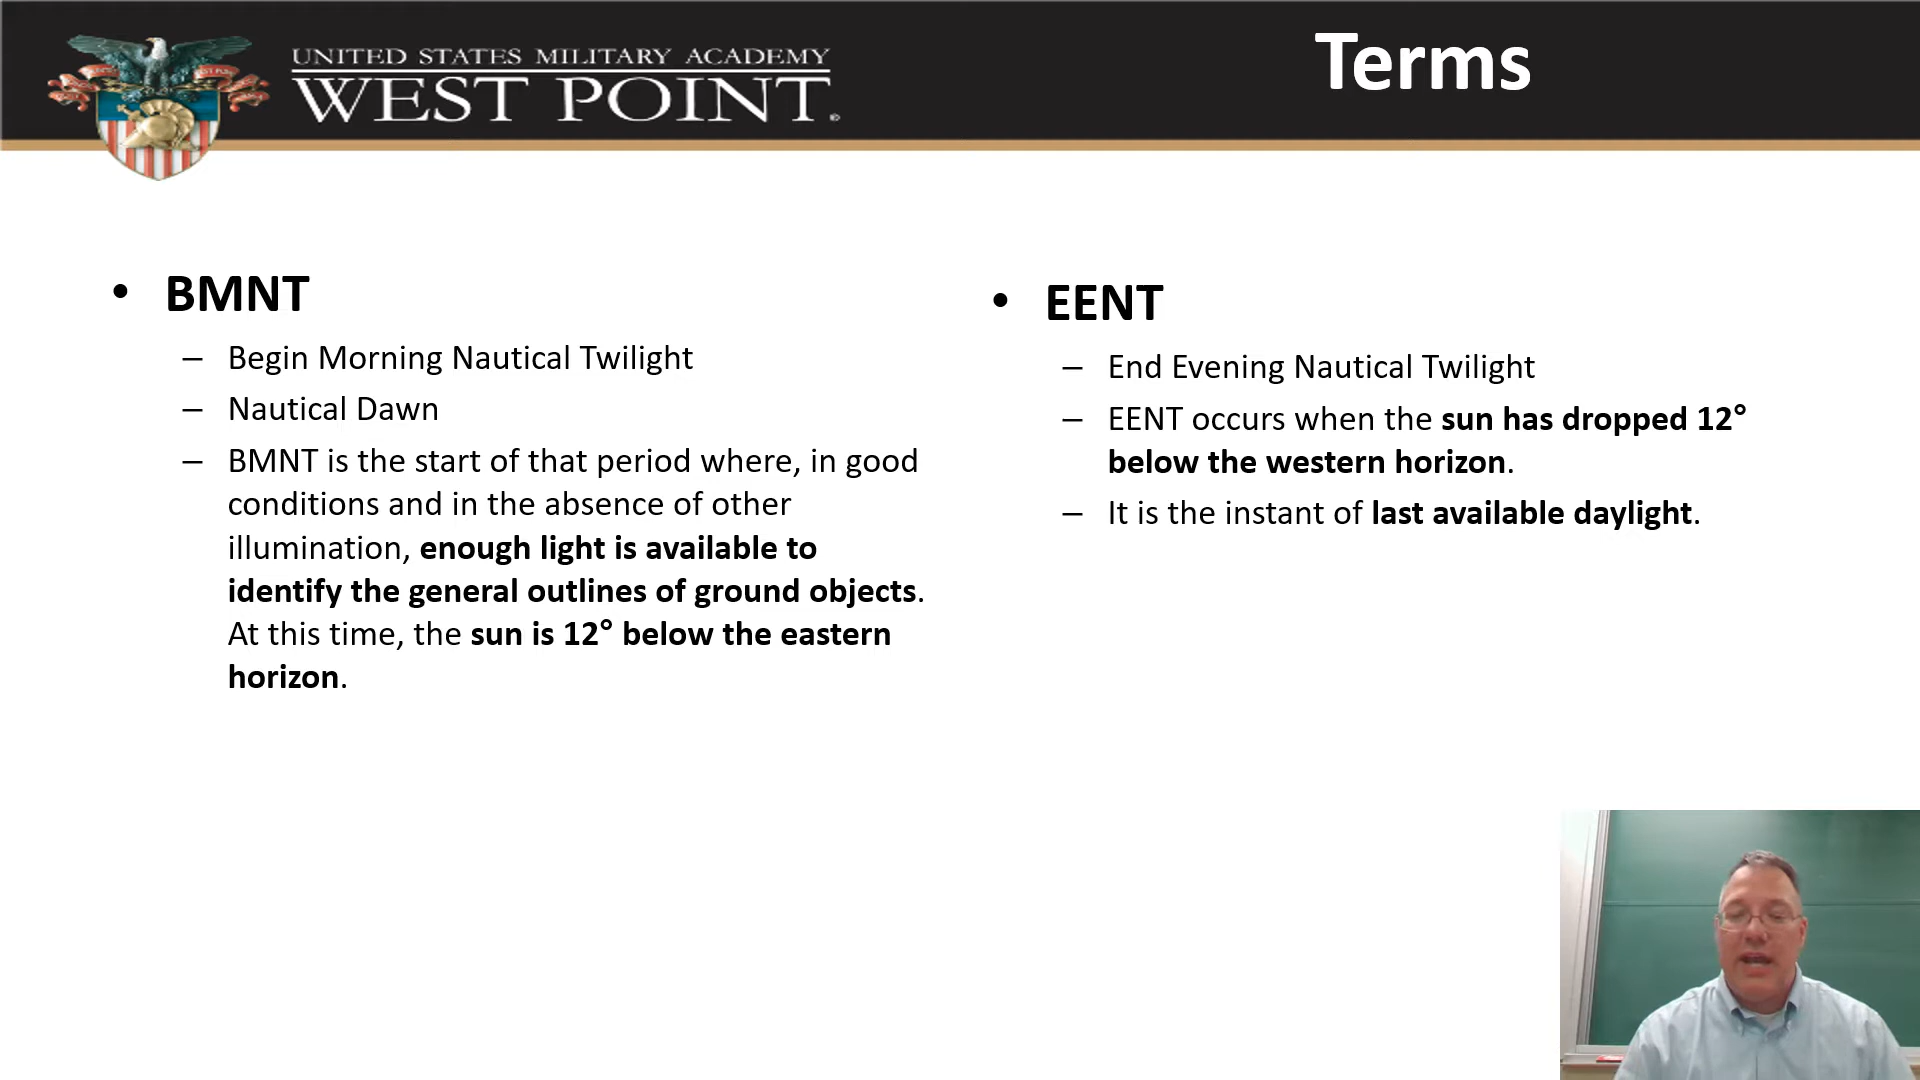 UNITED STATES MILITARY ACADEMY
WEST POINT
Terms
• BMNT
– Begin Morning Nautical Twilight
– Nautical Dawn
– BMNT is the start of that period where, in good
conditions and in the absence of other
illumination, enough light is available to
identify the general outlines of ground objects.
At this time, the sun is 12° below the eastern
horizon.
• EENT
– End Evening Nautical Twilight
– EENT occurs when the sun has dropped 12°
below the western horizon.
– It is the instant of last available daylight.